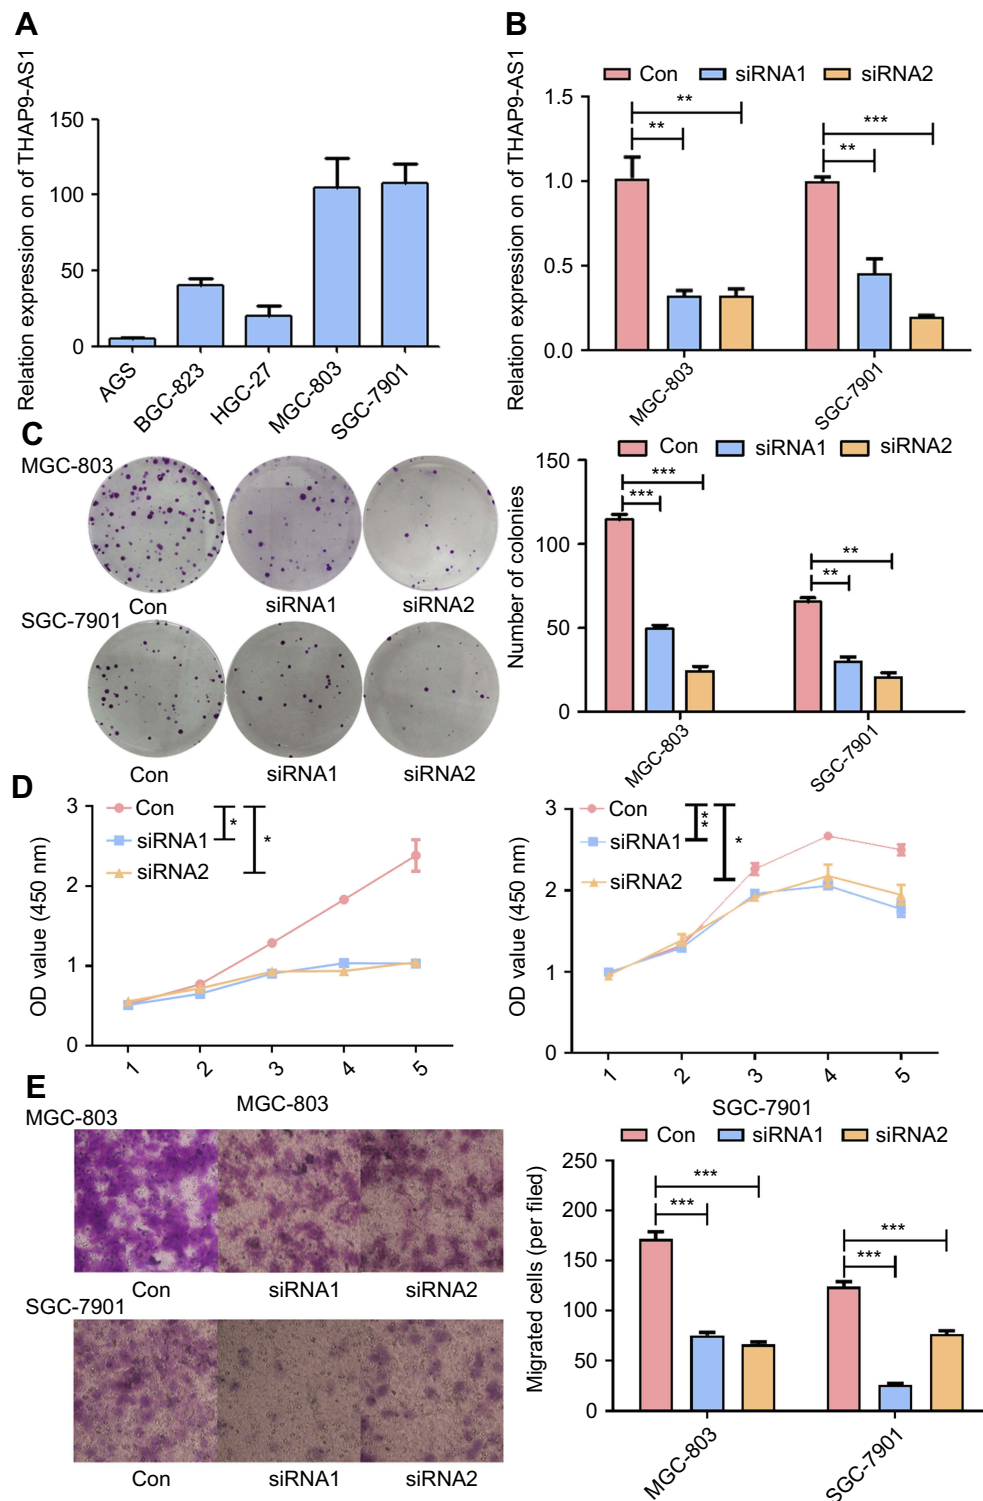 A
Relation expression on of THAP9-AS1
150
100
50
0
AGS
BGC-823
HGC-27
MGC-803
SGC-7901
B
Relation expression on of THAP9-AS1
Con siRNA1 siRNA2
1.5
1.0
0.5
0.0
** **
** ***
MGC-803
SGC-7901
C
MGC-803
Con siRNA1 siRNA2
SGC-7901
Con siRNA1 siRNA2
Con siRNA1 siRNA2
Number of colonies
150
100
50
0
*** ***
** **
MGC-803
SGC-7901
D
OD value (450 nm)
3
2
1
0
Con
siRNA1
siRNA2
* *
1 2 3 4 5
MGC-803
OD value (450 nm)
3
2
1
0
Con
siRNA1
siRNA2
** *
1 2 3 4 5
SGC-7901
E
MGC-803
Con siRNA1 siRNA2
SGC-7901
Con siRNA1 siRNA2
Con siRNA1 siRNA2
Migrated cells (per filed)
250
200
150
100
50
0
*** ***
*** ***
MGC-803
SGC-7901